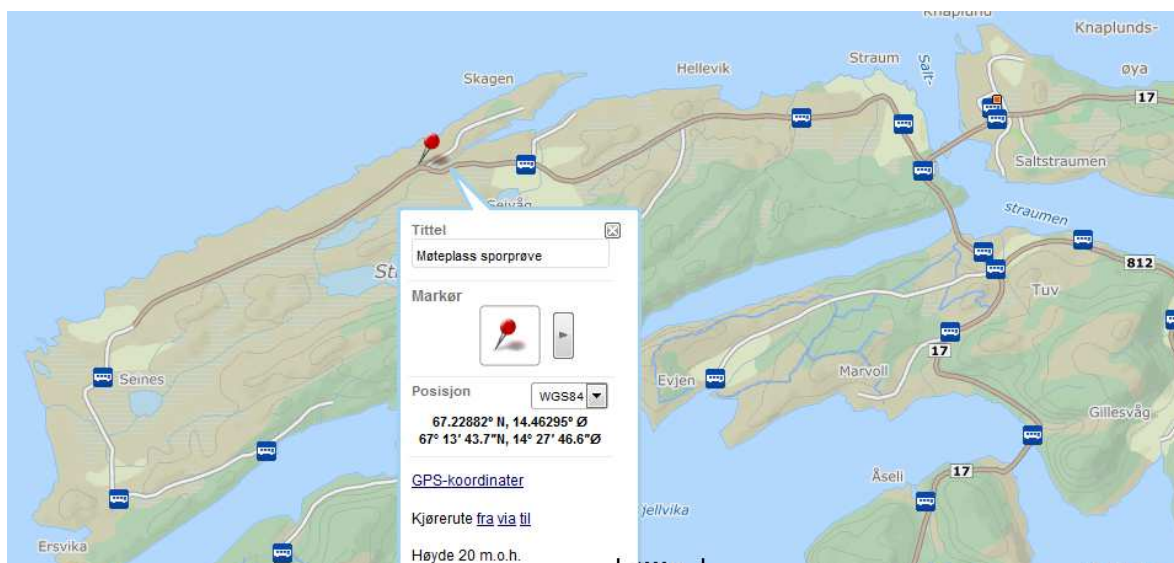 Knaplund
Knaplunds-
øya
Straum
Salt-
Hellevik
Skagen
17
Saltstraumen
straumen
Seivåg
812
Tuv
17
Marvoll
Evjen
Gillesvåg
Seines
Åseli
17
Ersvika
Tittel
Møteplass sporprøve
Markør
Posisjon
WGS84
67.22882° N, 14.46295° Ø
67° 13' 43.7"N, 14° 27' 46.6"Ø
GPS-koordinater
Kjørerute fra via til
Høyde 20 m.o.h.